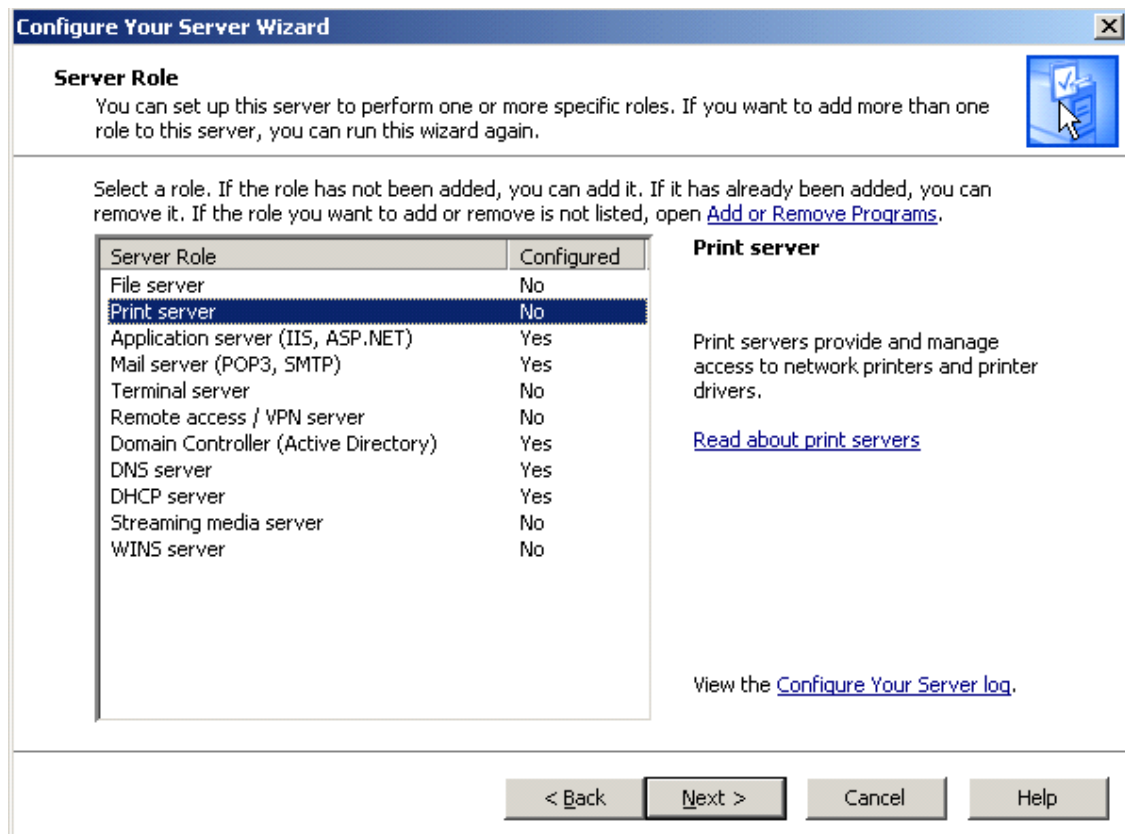 Configure Your Server Wizard
Server Role
You can set up this server to perform one or more specific roles. If you want to add more than one
role to this server, you can run this wizard again.
Select a role. If the role has not been added, you can add it. If it has already been added, you can
remove it. If the role you want to add or remove is not listed, open Add or Remove Programs.
Server Role Configured
File server No
Print server No
Application server (IIS, ASP.NET) Yes
Mail server (POP3, SMTP) Yes
Terminal server No
Remote access / VPN server No
Domain Controller (Active Directory) Yes
DNS server Yes
DHCP server Yes
Streaming media server No
WINS server No
Print server
Print servers provide and manage
access to network printers and printer
drivers.
Read about print servers
View the Configure Your Server log.
< Back Next > Cancel Help